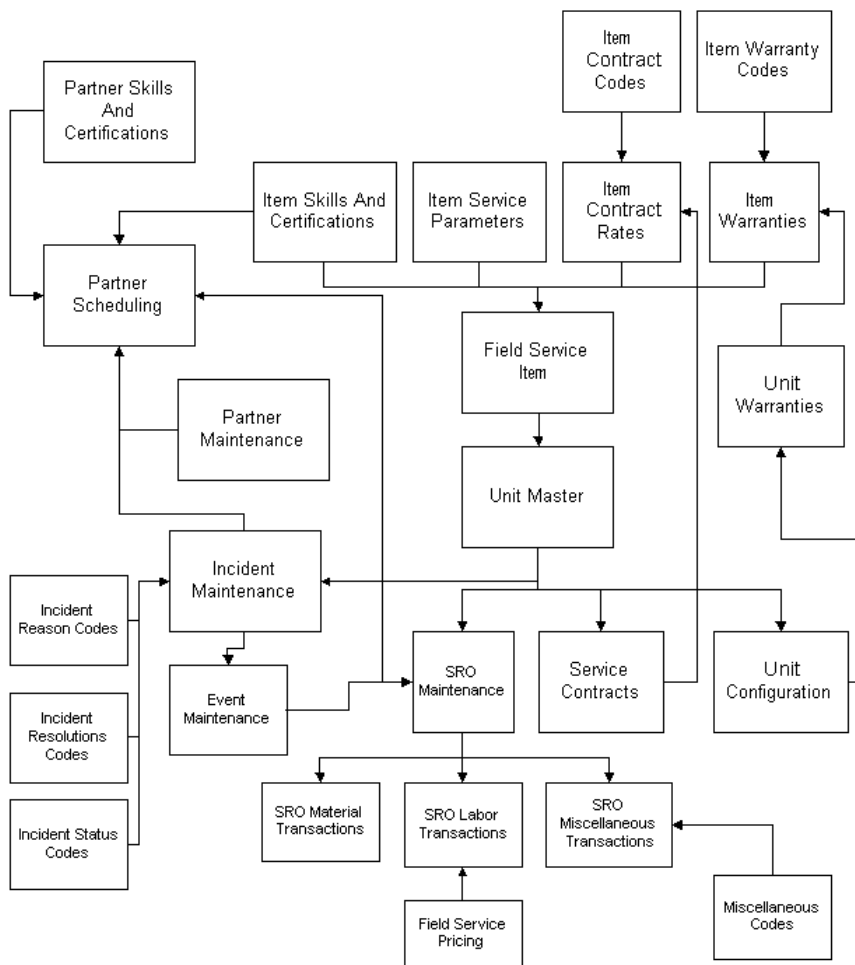 Item
Contract
Codes
Item Warranty
Codes
Partner Skills
And
Certifications
Item Skills And
Certifications
Item Service
Parameters
Item
Contract
Rates
Item
Warranties
Partner
Scheduling
Field Service
Item
Unit
Warranties
Partner
Maintenance
Unit Master
Incident
Maintenance
Incident
Reason Codes
SRO
Maintenance
Service
Contracts
Unit
Configuration
Event
Maintenance
Incident
Resolutions
Codes
SRO Material
Transactions
SRO Labor
Transactions
SRO
Miscellaneous
Transactions
Incident Status
Codes
Field Service
Pricing
Miscellaneous
Codes